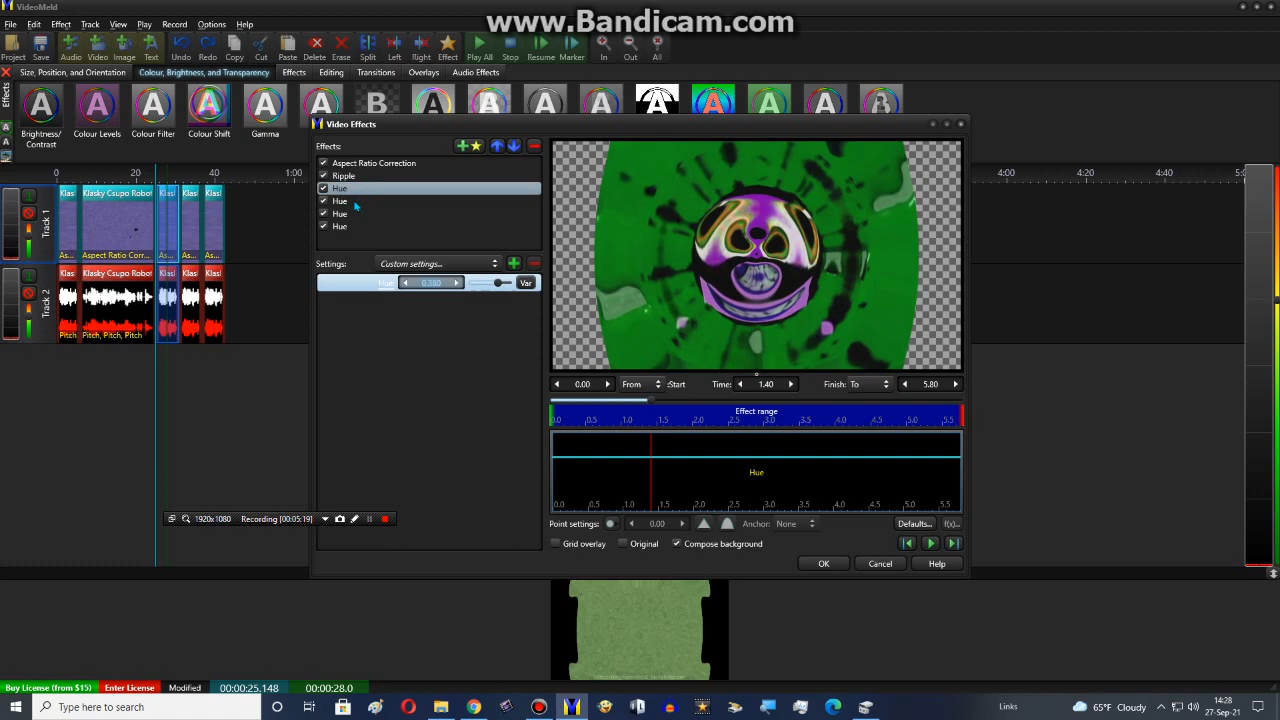 VideoMeld
www.Bandicam.com
File Edit Effect Track View Play Record Options Help
Project Save Audio Video Image Text Undo Redo Copy Cut Paste Delete Erase Split Left Right Effect Play All Stop Resume Marker In Out All
Size, Position, and Orientation Colour, Brightness, and Transparency Effects Editing Transitions Overlays Audio Effects
Effects
Brightness/
Contrast
Colour Levels Colour Filter Colour Shift Gamma
Video Effects
Effects:
Aspect Ratio Correction
Ripple
Hue
Hue
Hue
Hue
Settings: Custom settings...
Hue: 0.380 Var
0 20 40 1:00 4:00 4:20 4:40 5:0
Track 1
Klas Klasky Csupo Robot Klas Klas Klas
As... Aspect Ratio Corr... As... As... As...
Track 2
Klas Klasky Csupo Robot Klas Klas Klas
Pitch Pitch, Pitch, Pitch
0.00 From Start Time: 1.40 Finish: To 5.80
Effect range
0.0 0.5 1.0 1.5 2.0 2.5 3.0 3.5 4.0 4.5 5.0 5.5
Hue
0.0 0.5 1.0 1.5 2.0 2.5 3.0 3.5 4.0 4.5 5.0 5.5
Point settings: 0.00 Anchor: None Defaults... f(x)...
Grid overlay Original Compose background
OK Cancel Help
1920x1080 Recording [00:05:19]
Buy License (from $15) Enter License Modified 00:00:25.148 00:00:28.0
Type here to search
Links
65°F Cloudy
14:28
27-Sep-21